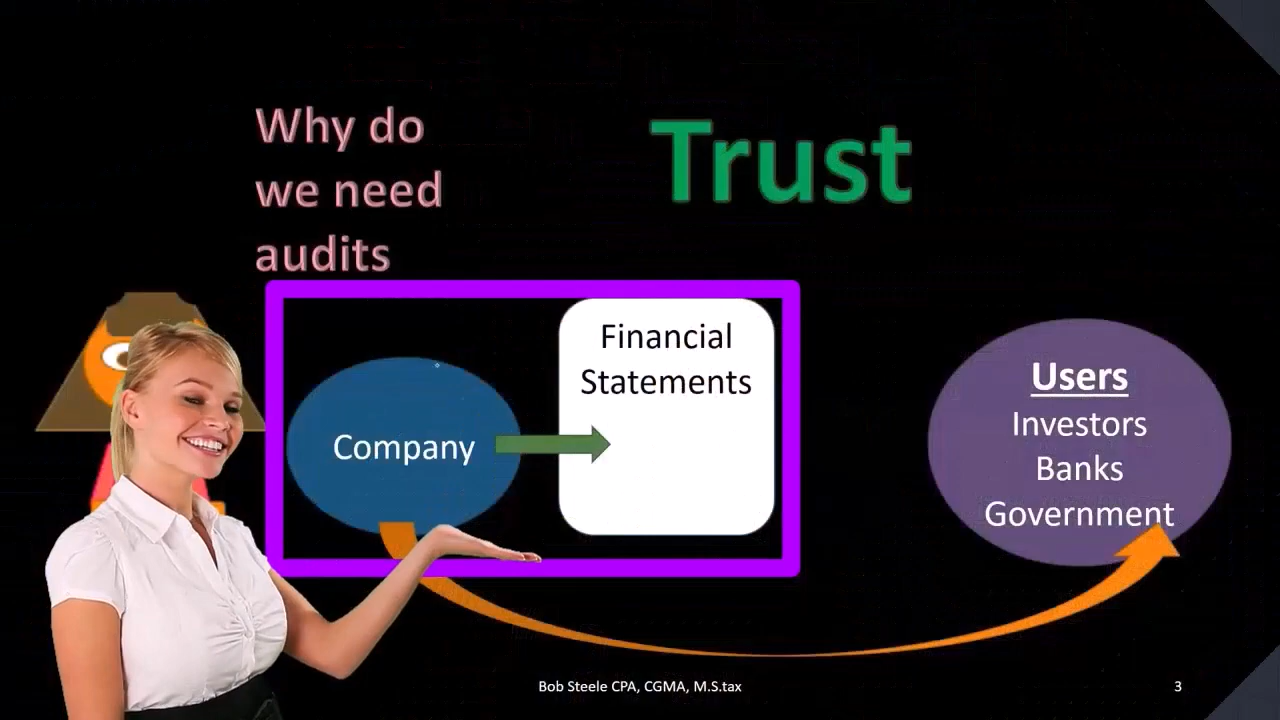 Why do
we need
audits
Trust
Financial
Statements
Company
Users
Investors
Banks
Government
Bob Steele CPA, CGMA, M.S.tax
3